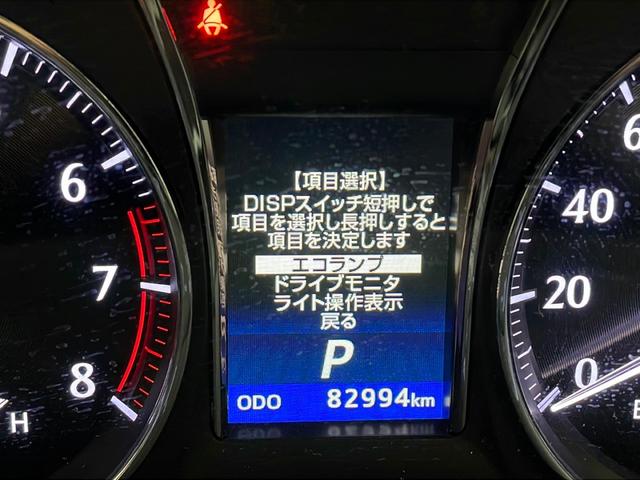 【項目選択】
DISPスイッチ短押しで
項目を選択し長押しすると
項目を決定します
エコランプ
ドライブモニタ
ライト操作表示
戻る
P
ODO 82994km
6
7
8
H
6
40
20
0
E